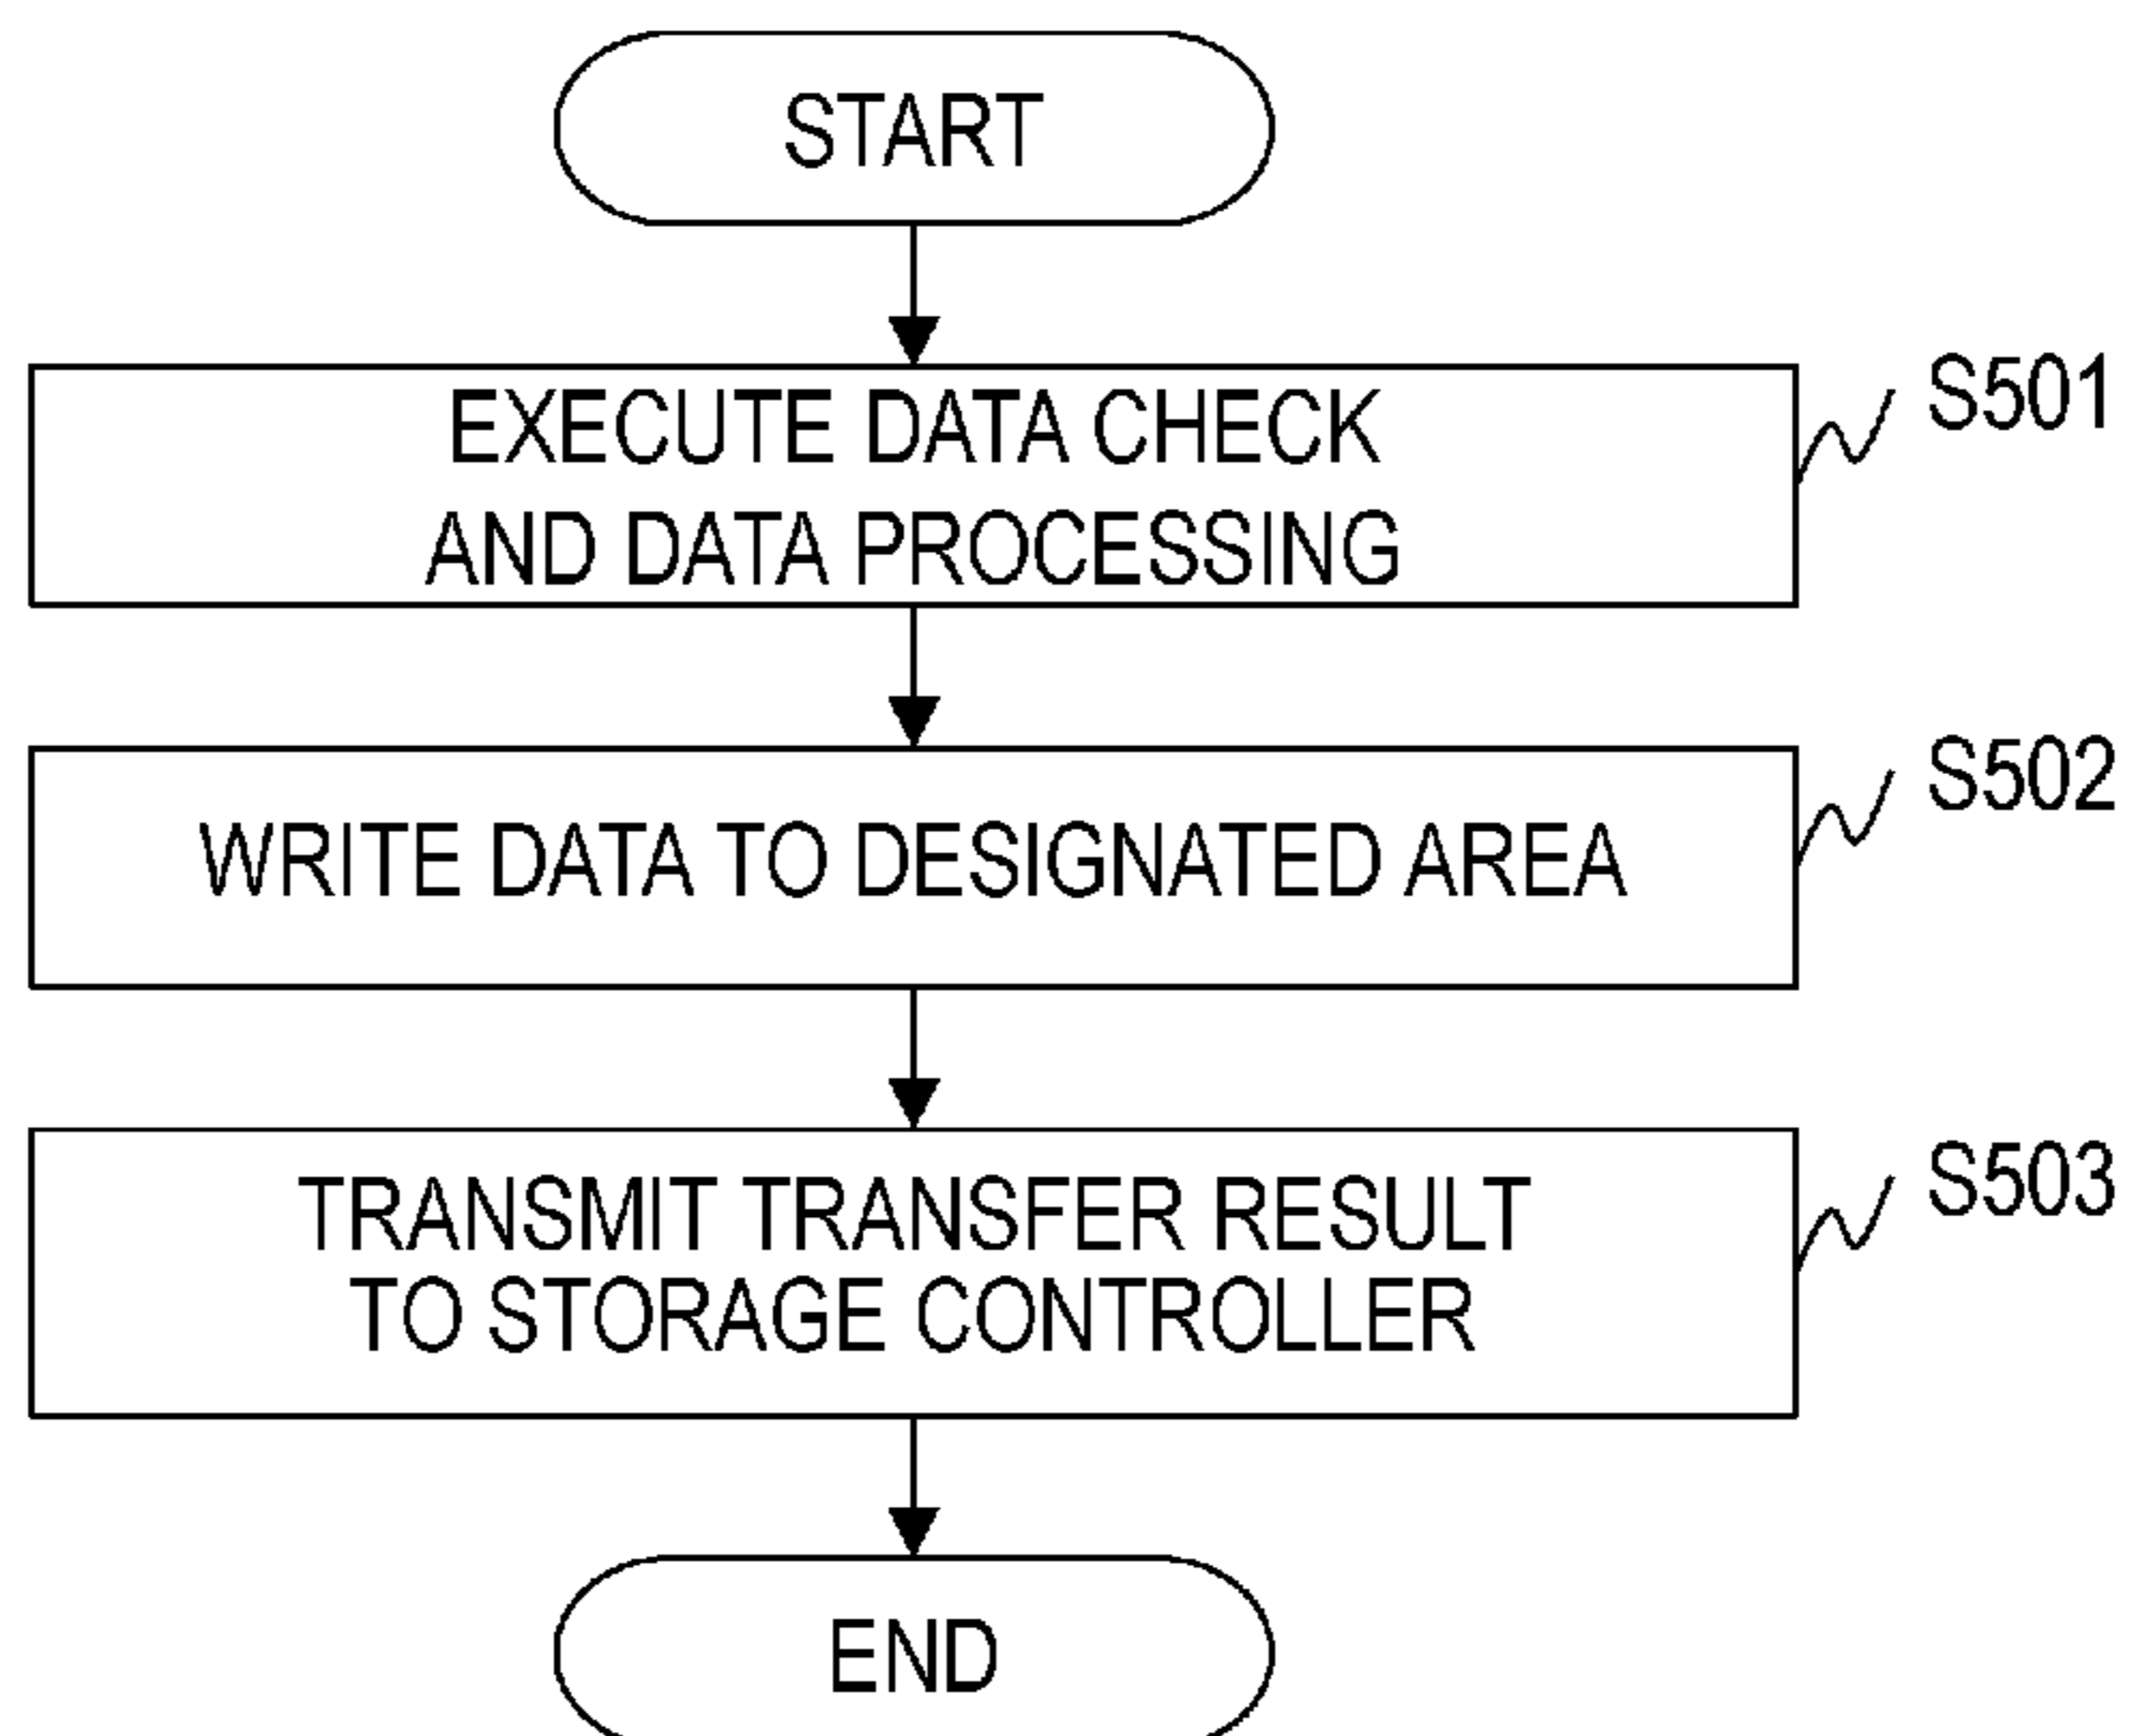 START
EXECUTE DATA CHECK
AND DATA PROCESSING
S501
WRITE DATA TO DESIGNATED AREA
S502
TRANSMIT TRANSFER RESULT
TO STORAGE CONTROLLER
S503
END